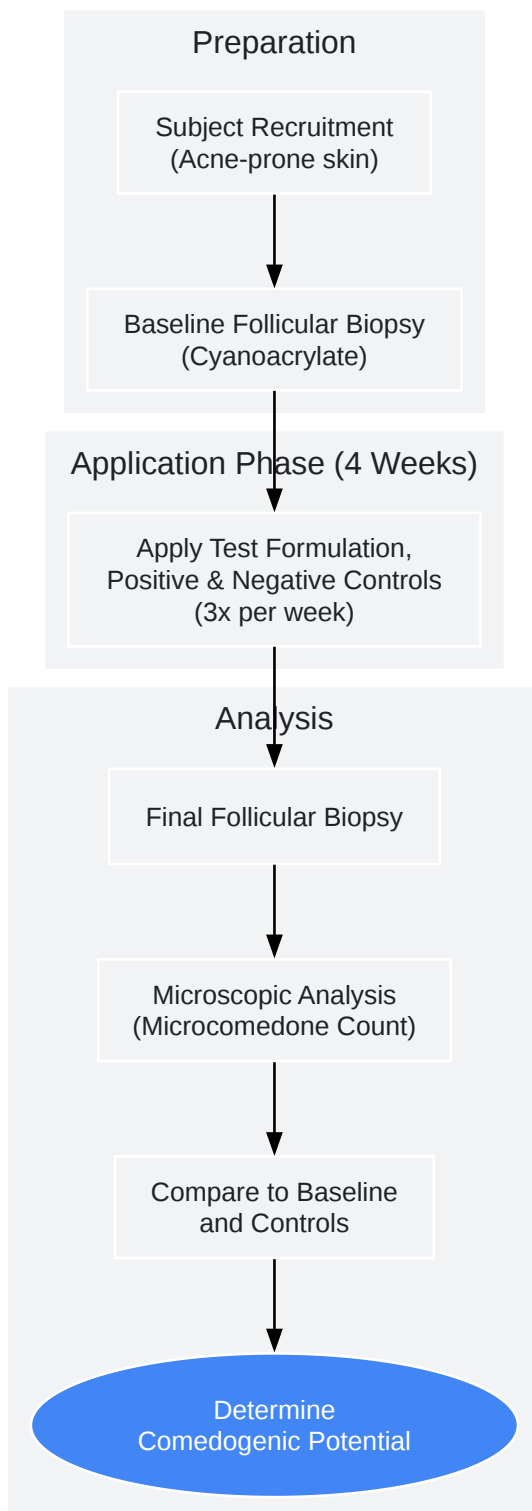 Preparation
Subject Recruitment
(Acne-prone skin)
Baseline Follicular Biopsy
(Cyanoacrylate)
Application Phase (4 Weeks)
Apply Test Formulation,
Positive & Negative Controls
(3x per week)
Analysis
Final Follicular Biopsy
Microscopic Analysis
(Microcomedone Count)
Compare to Baseline
and Controls
Determine
Comedogenic Potential